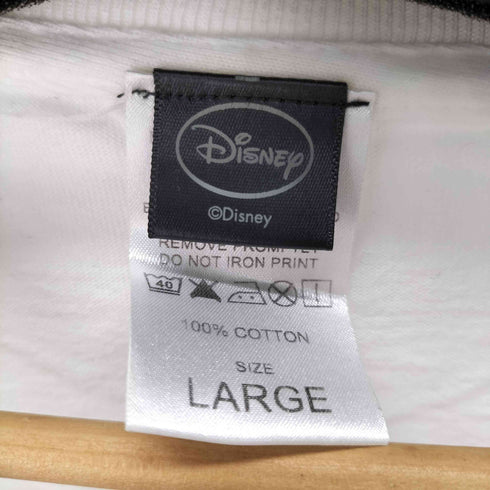 Disney
©Disney
REMOVE PROMPTLY
DO NOT IRON PRINT
40
100% COTTON
SIZE
LARGE